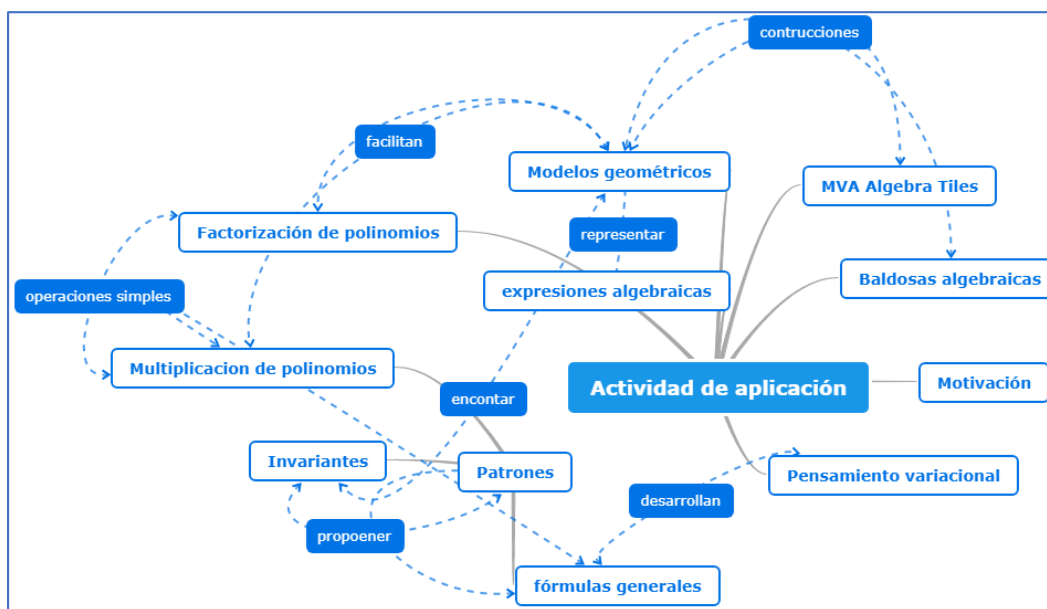 contrucciones
facilitan
Modelos geométricos
MVA Algebra Tiles
Factorización de polinomios
representar
Baldosas algebraicas
expresiones algebraicas
operaciones simples
Multiplicacion de polinomios
Actividad de aplicación
Motivación
encontar
Invariantes
Patrones
Pensamiento variacional
desarrollan
propoener
fórmulas generales